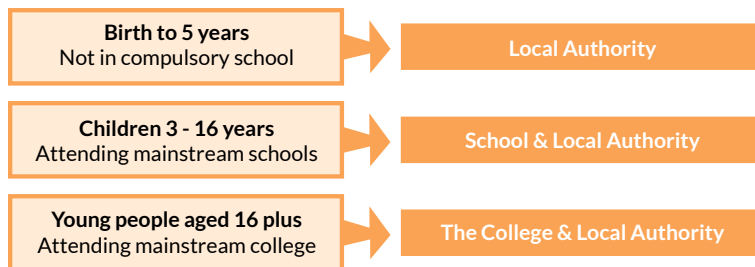 Birth to 5 years
Not in compulsory school
Local Authority
Children 3 - 16 years
Attending mainstream schools
School & Local Authority
Young people aged 16 plus
Attending mainstream college
The College & Local Authority